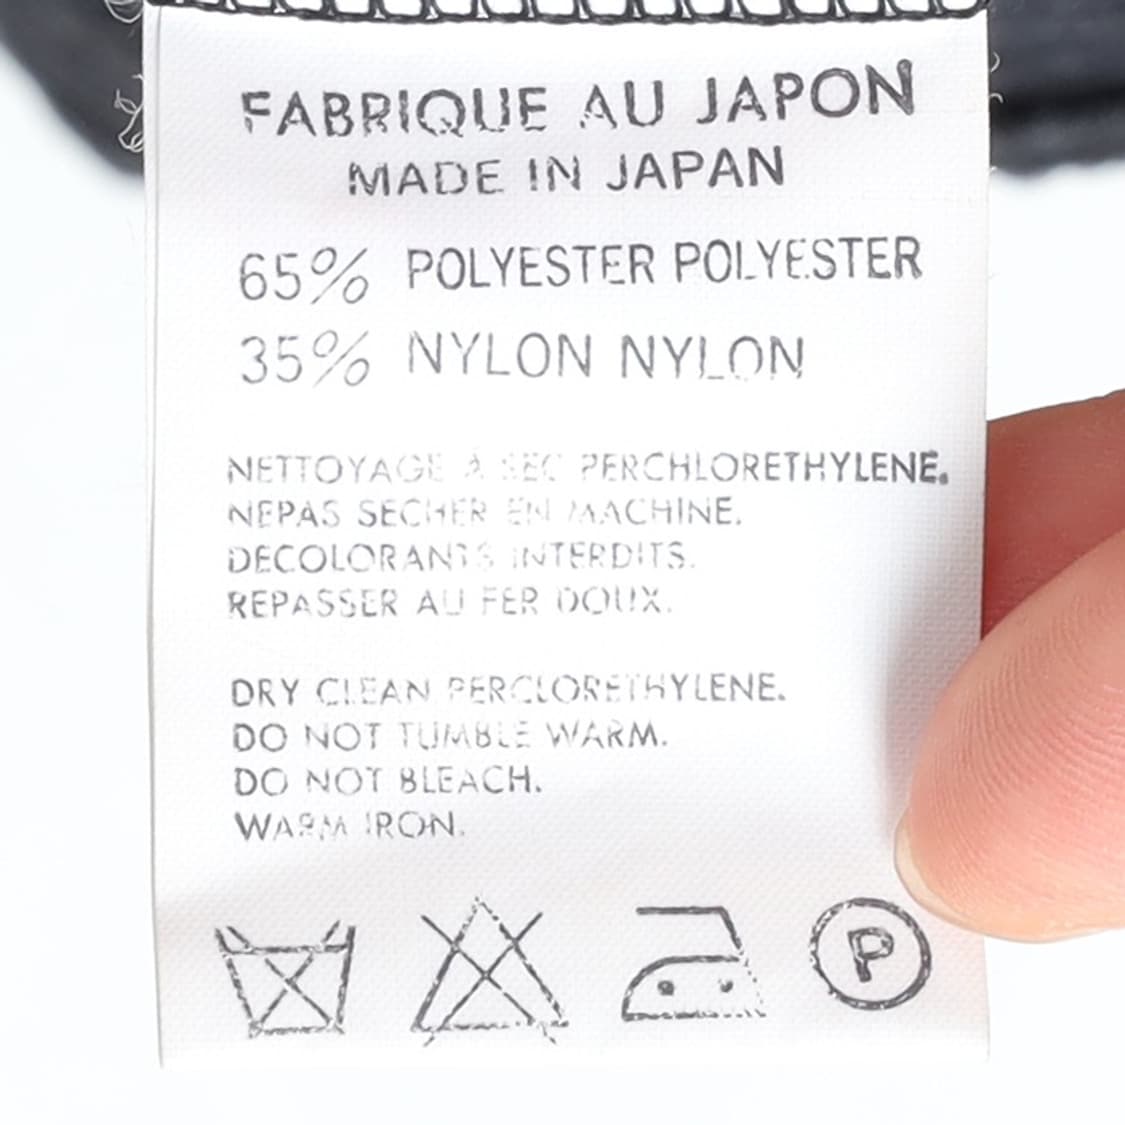 FABRIQUE AU JAPON
MADE IN JAPAN
65% POLYESTER POLYESTER
35% NYLON NYLON
NETTOYAGE À SEC PERCHLORETHYLENE.
NEPAS SECHER EN MACHINE.
DECOLORANTS INTERDITS.
REPASSER AU FER DOUX.
DRY CLEAN PERCLORETHYLENE.
DO NOT TUMBLE WARM.
DO NOT BLEACH.
WARM IRON.
P